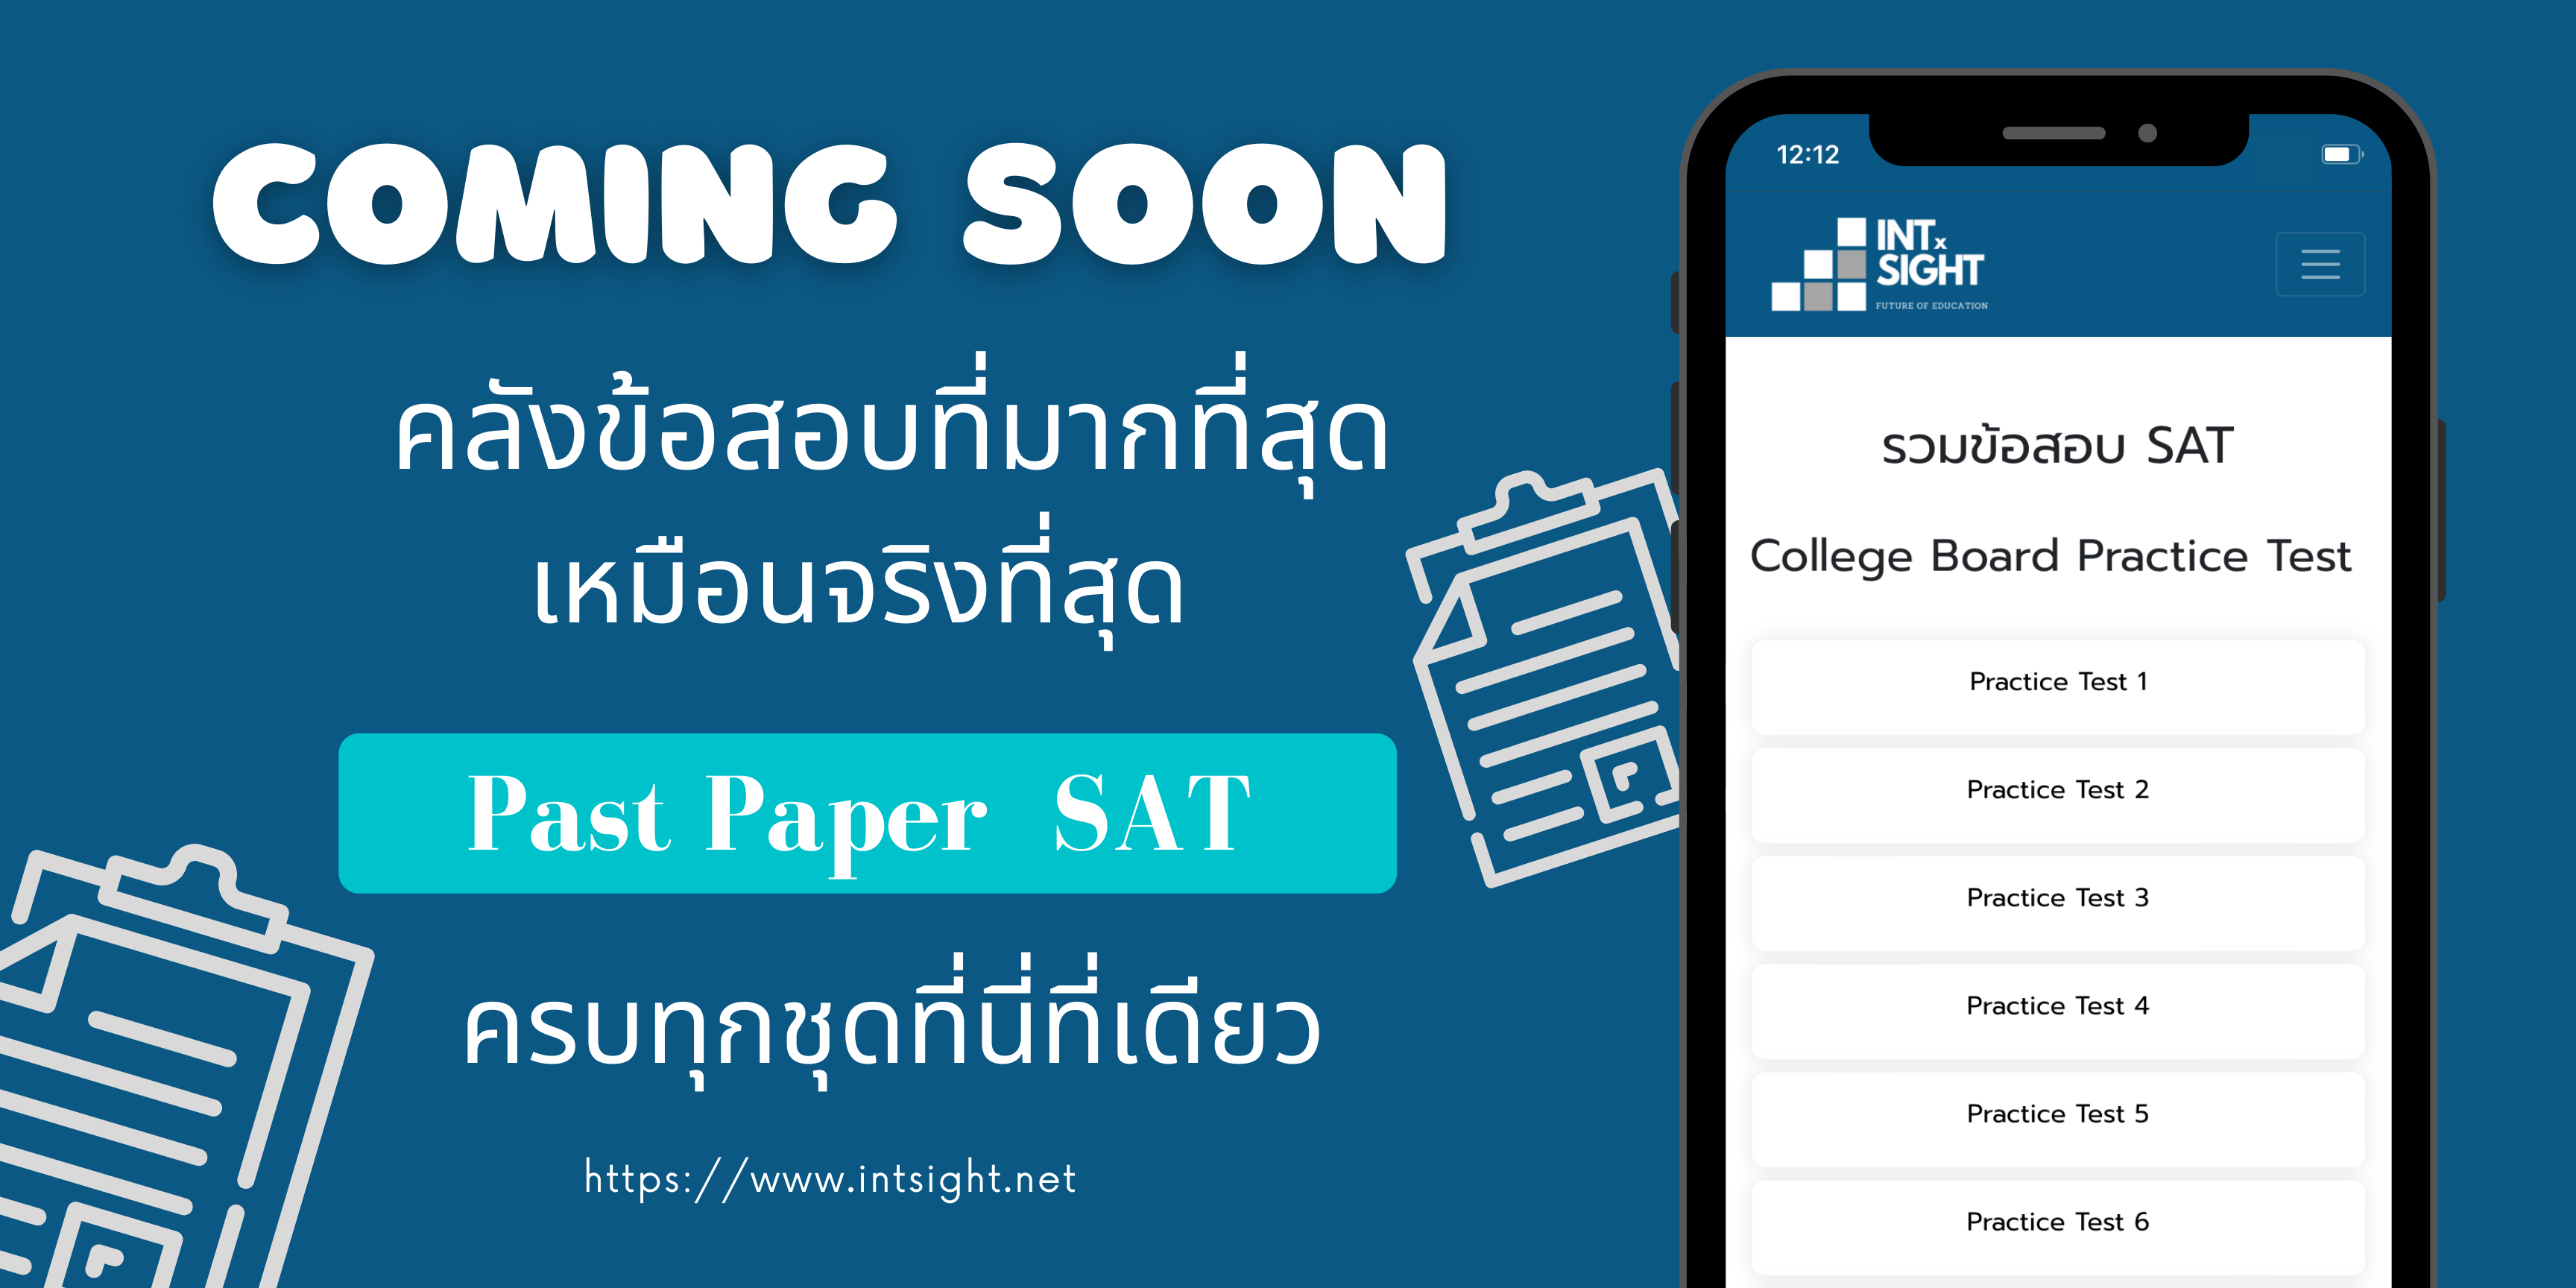 COMING SOON
คลังข้อสอบที่มากที่สุด
เหมือนจริงที่สุด
Past Paper SAT
ครบทุกชุดที่นี่ที่เดียว
https://www.intsight.net
12:12
INTx
SIGHT
FUTURE OF EDUCATION
รวมข้อสอบ SAT
College Board Practice Test
Practice Test 1
Practice Test 2
Practice Test 3
Practice Test 4
Practice Test 5
Practice Test 6